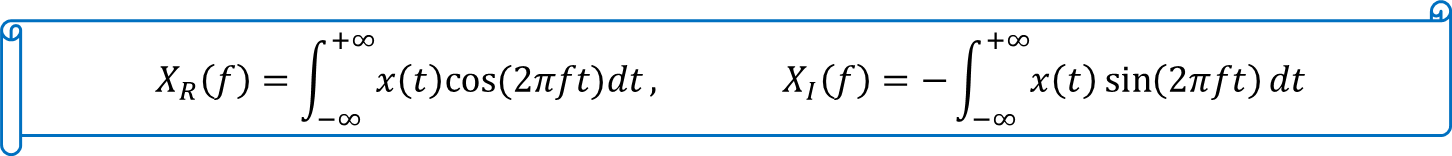 X_R(f) = ∫_{−∞}^{+∞} x(t)cos(2πft)dt , X_I(f) = − ∫_{−∞}^{+∞} x(t) sin(2πft) dt